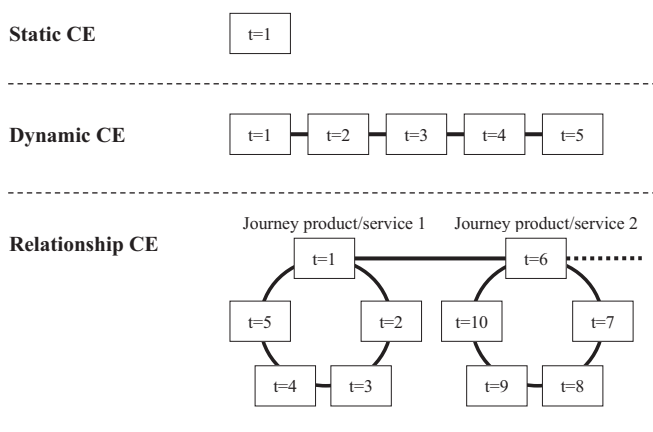 Static CE
t=1
Dynamic CE
t=1 t=2 t=3 t=4 t=5
Journey product/service 1 Journey product/service 2
Relationship CE
t=1 t=6
t=5 t=2 t=10 t=7
t=4 t=3 t=9 t=8